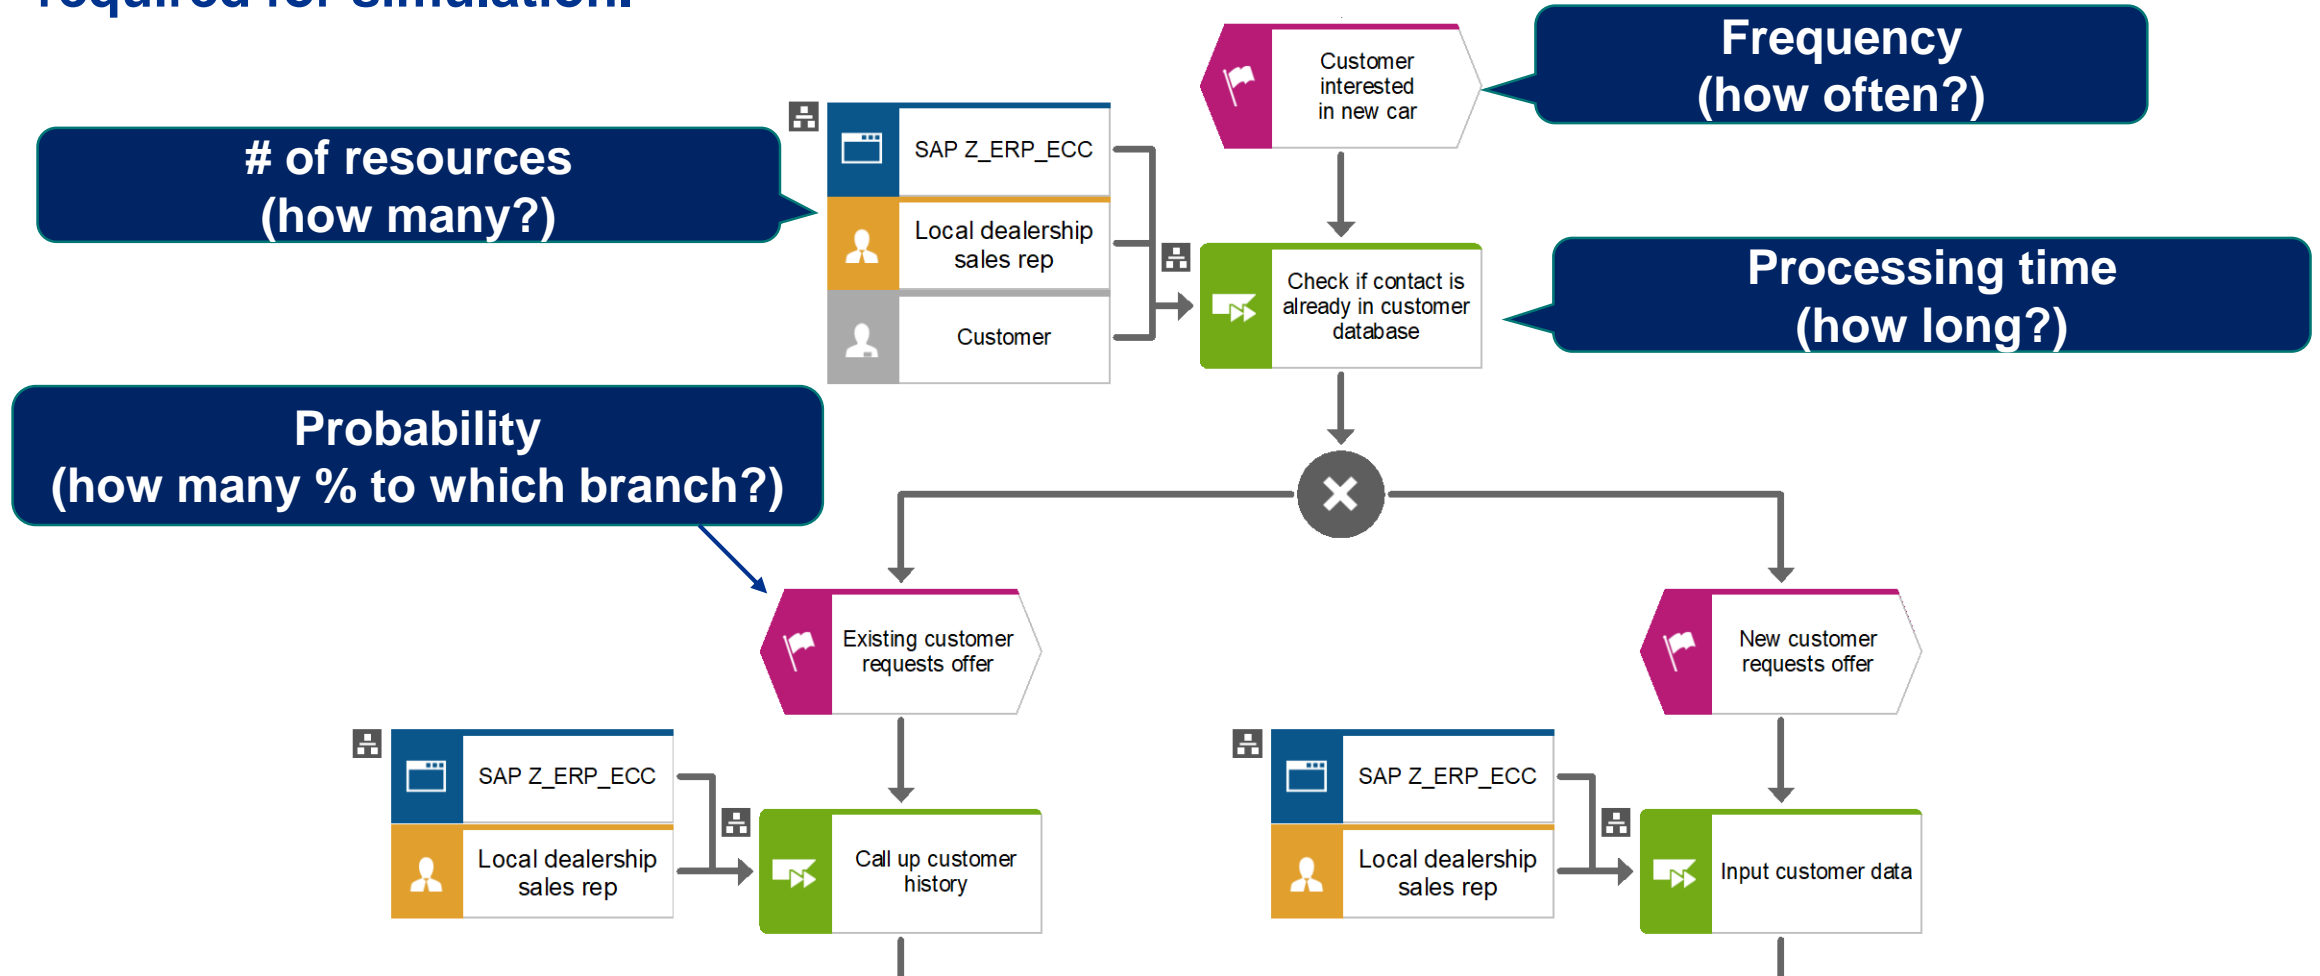 required for simulation.
Frequency
(how often?)
Customer
interested
in new car
# of resources
(how many?)
SAP Z_ERP_ECC
Local dealership
sales rep
Customer
Check if contact is
already in customer
database
Processing time
(how long?)
Probability
(how many % to which branch?)
Existing customer
requests offer
New customer
requests offer
SAP Z_ERP_ECC
Local dealership
sales rep
Call up customer
history
SAP Z_ERP_ECC
Local dealership
sales rep
Input customer data